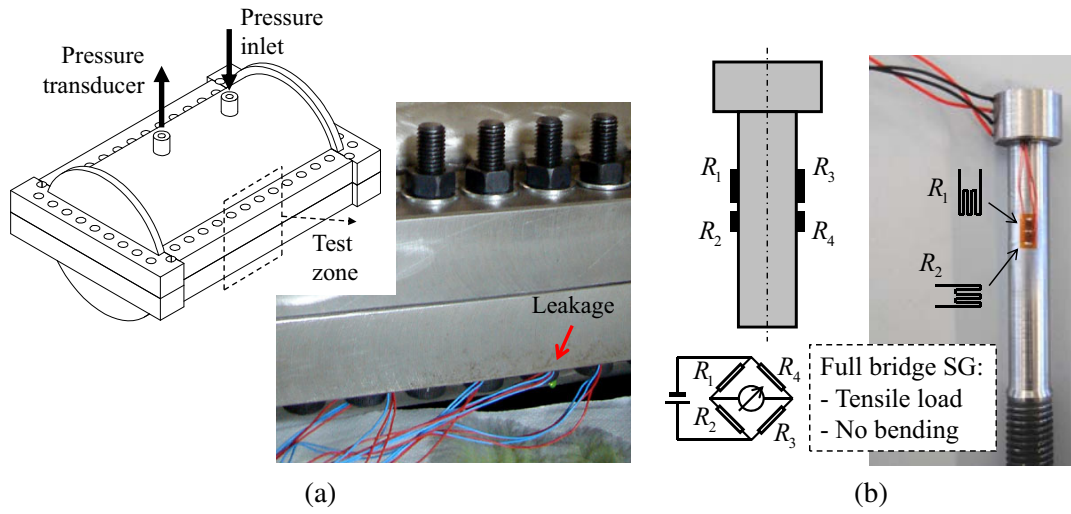 Pressure
inlet
Pressure
transducer
Test
zone
Leakage
(a)
R1
R2
R3
R4
R1
R2
R4
R3
Full bridge SG:
- Tensile load
- No bending
R1
R2
(b)